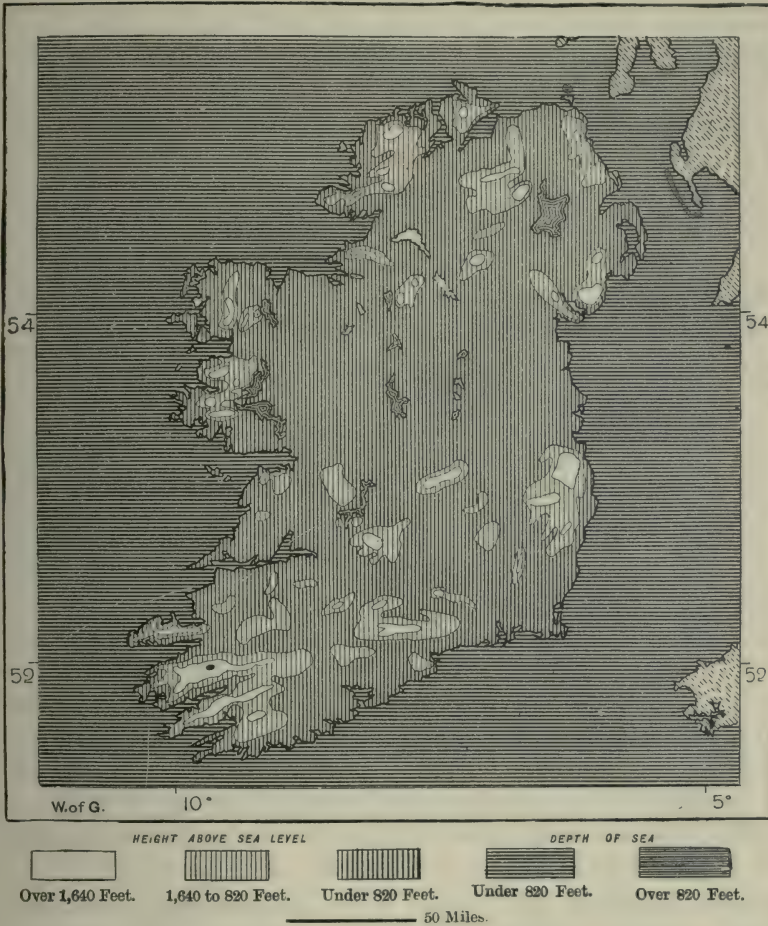 54
54
52
52
W.of G.
10°
5°
HEIGHT ABOVE SEA LEVEL
DEPTH OF SEA
Over 1,640 Feet.
1,640 to 820 Feet.
Under 820 Feet.
Under 820 Feet.
Over 820 Feet.
50 Miles.